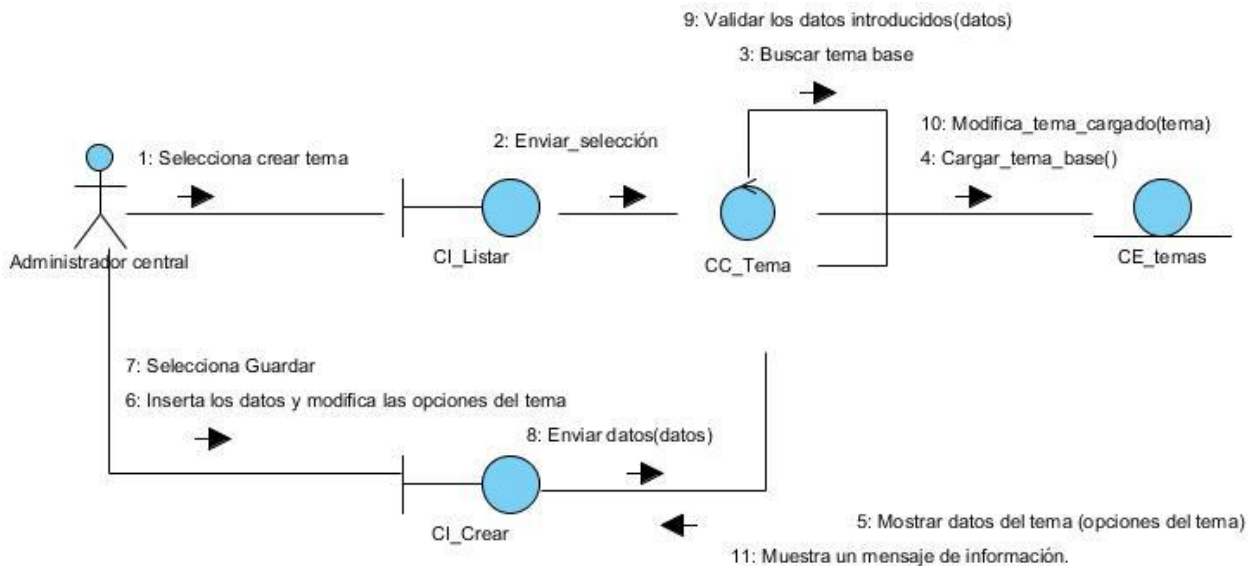 9: Validar los datos introducidos(datos)
3: Buscar tema base
10: Modifica_tema_cargado(tema)
2: Enviar_selección
1: Selecciona crear tema
4: Cargar_tema_base()
Administrador central
CI_Listar
CC_Tema
CE_temas
7: Selecciona Guardar
6: Inserta los datos y modifica las opciones del tema
8: Enviar datos(datos)
CI_Crear
5: Mostrar datos del tema (opciones del tema)
11: Muestra un mensaje de información.